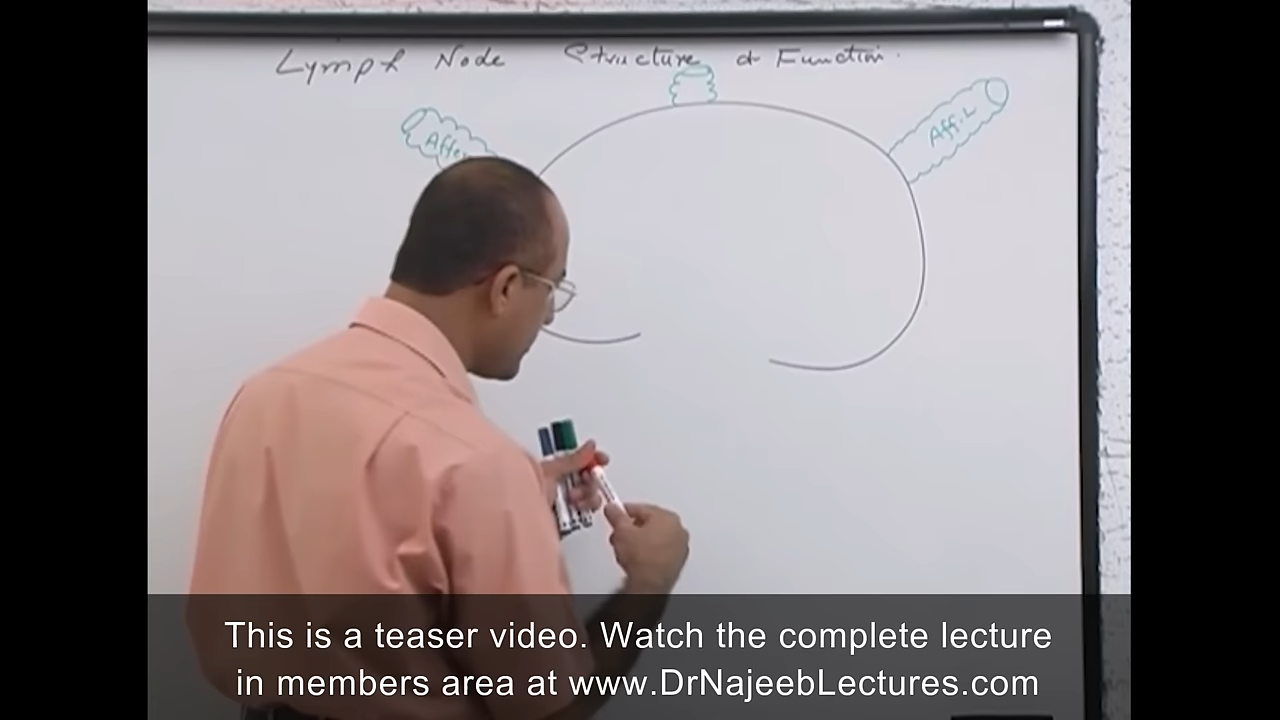 Lymph Node Structure & Function.
Affe
Aff.L
This is a teaser video. Watch the complete lecture
in members area at www.DrNajeebLectures.com